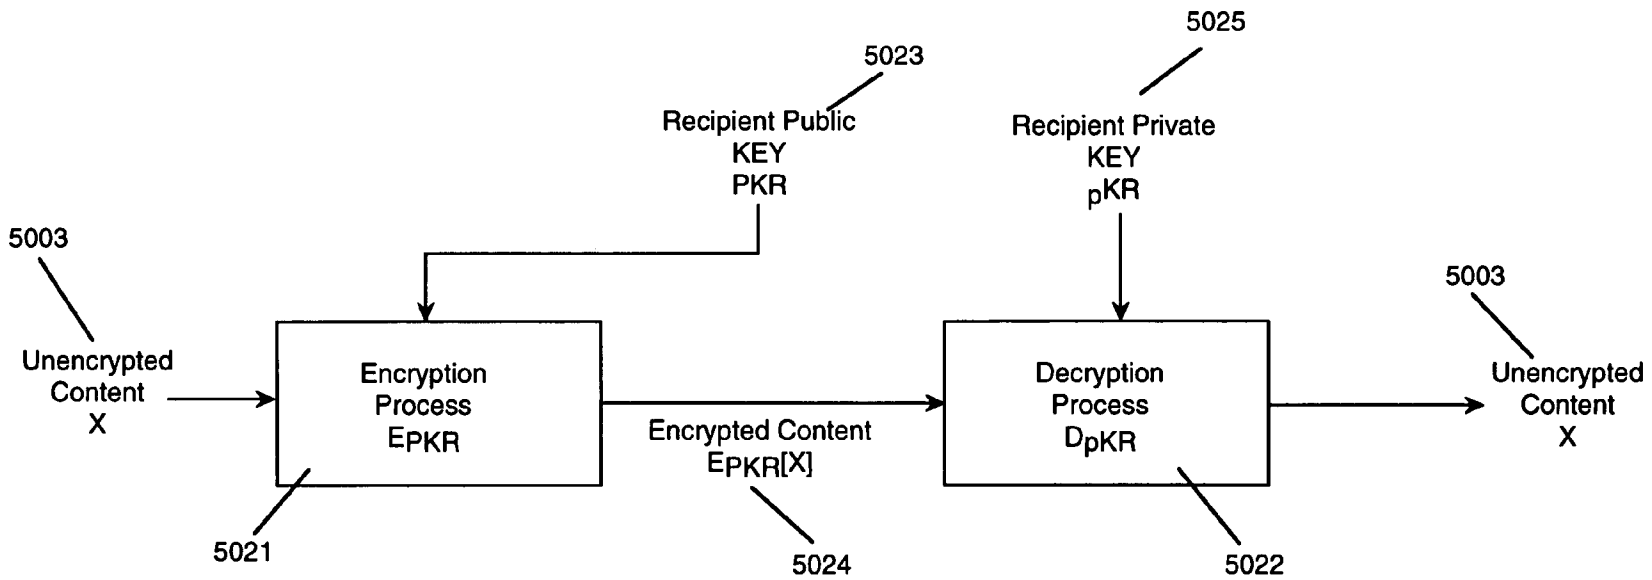 5025
5023
Recipient Public
KEY
PKR
Recipient Private
KEY
pKR
5003
5003
Unencrypted
Content
X
Encryption
Process
EPKR
Encrypted Content
EPKR[X]
Decryption
Process
DpKR
Unencrypted
Content
X
5021
5024
5022